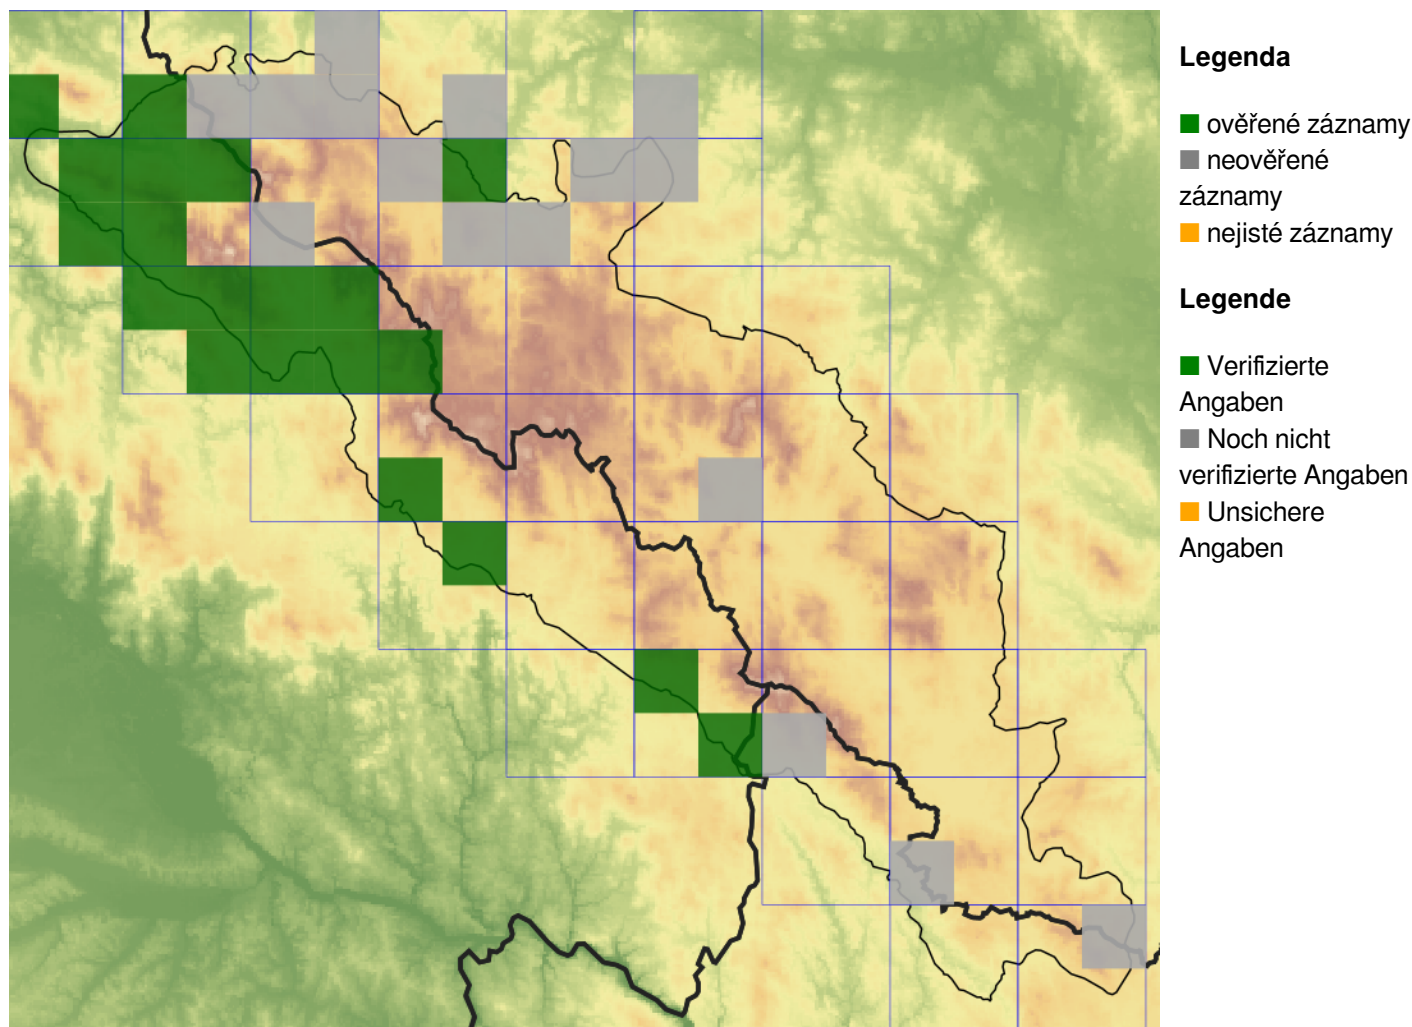 Legenda
ověřené záznamy
neověřené
záznamy
nejisté záznamy
Legende
Verifizierte
Angaben
Noch nicht
verifizierte Angaben
Unsichere
Angaben